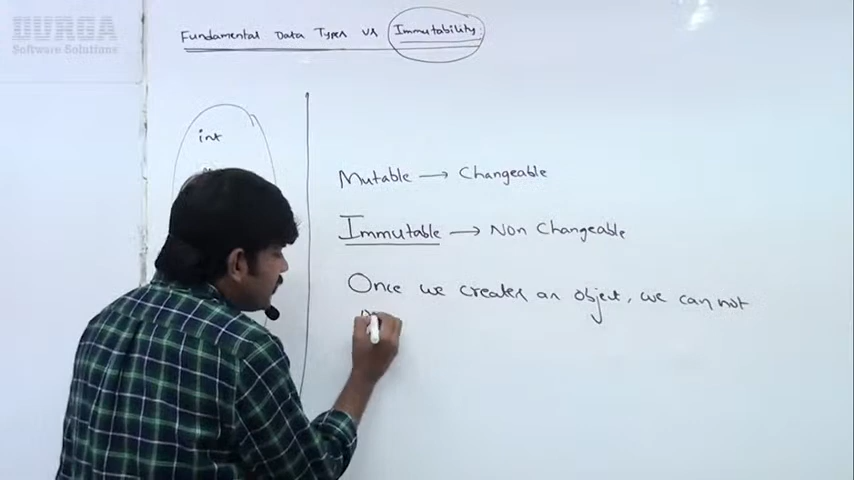 DURGA
Software Solutions
Fundamental Data Types vs Immutability:
int
Mutable → Changeable
Immutable → Non Changeable
Once we creates an object, we can not